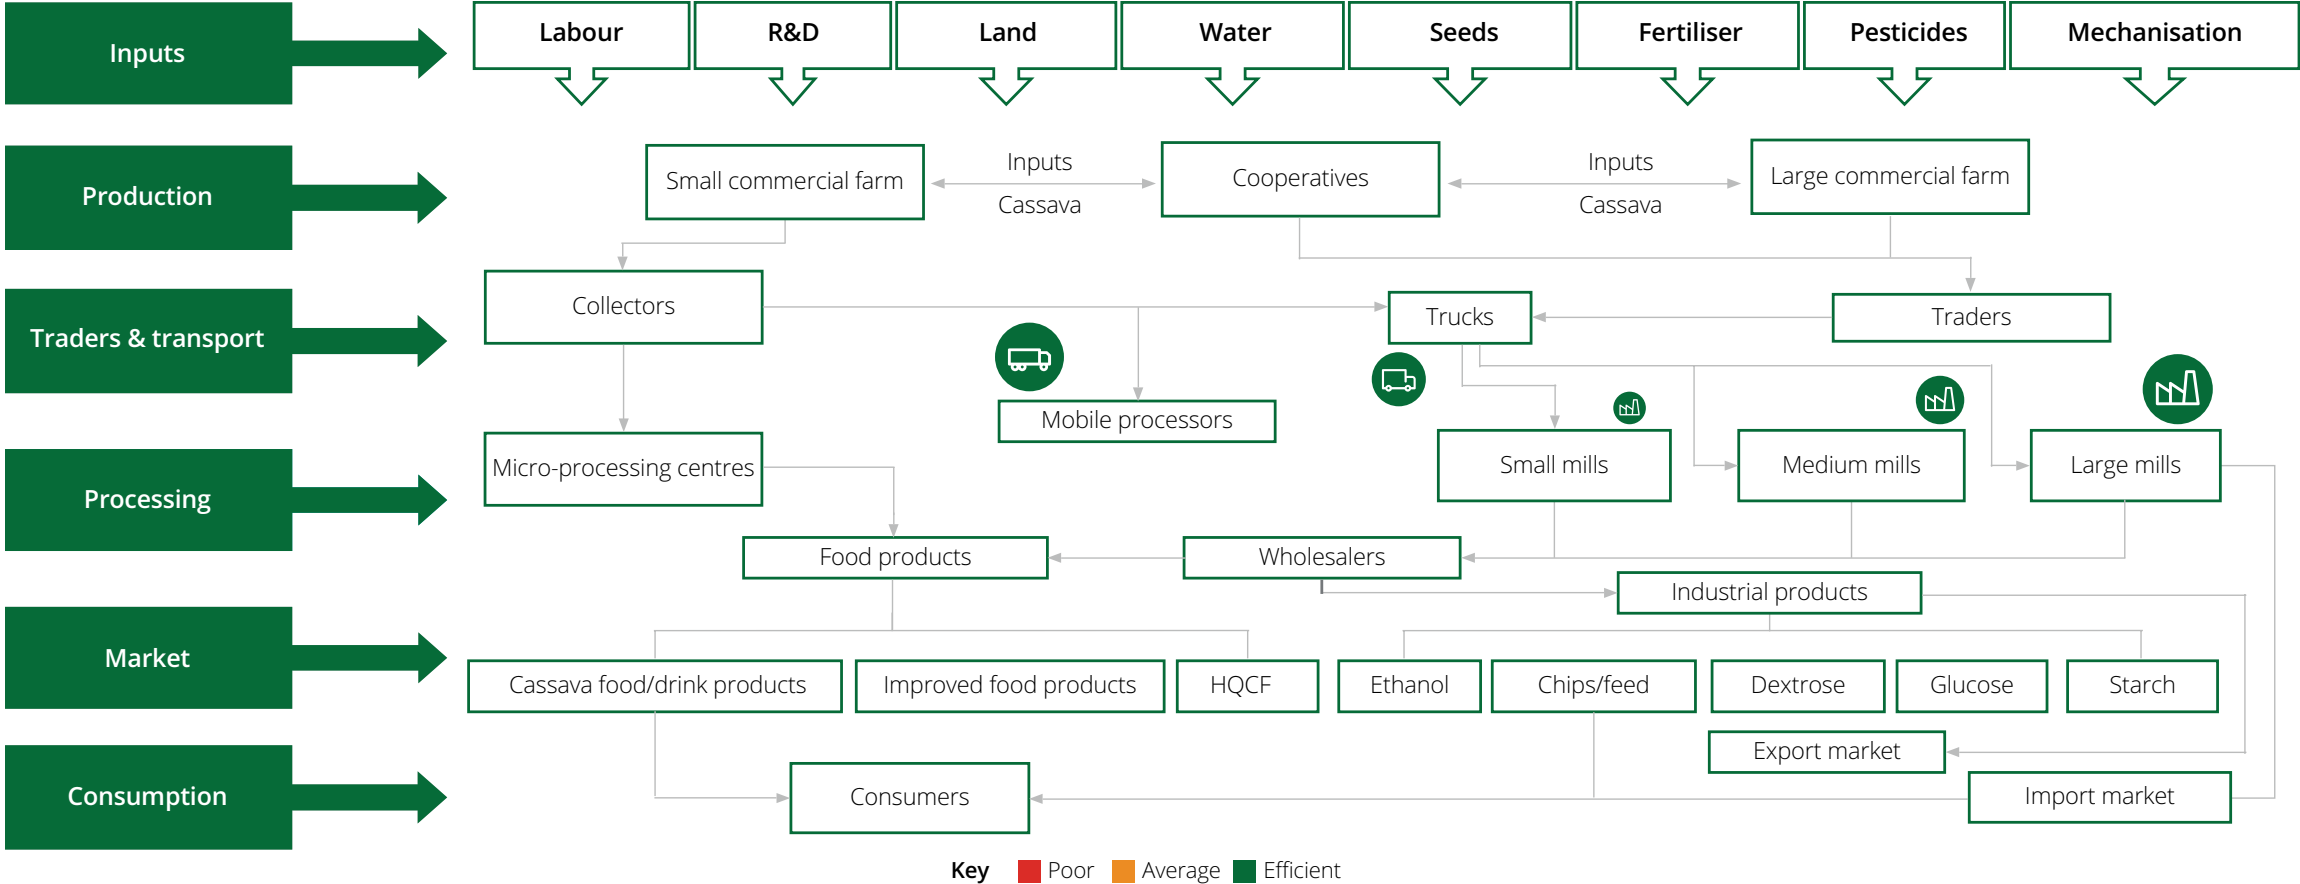 Inputs
Labour
R&D
Land
Water
Seeds
Fertiliser
Pesticides
Mechanisation
Production
Small commercial farm
Inputs
Cassava
Cooperatives
Inputs
Cassava
Large commercial farm
Traders & transport
Collectors
Trucks
Traders
Mobile processors
Processing
Micro-processing centres
Small mills
Medium mills
Large mills
Food products
Wholesalers
Industrial products
Market
Cassava food/drink products
Improved food products
HQCF
Ethanol
Chips/feed
Dextrose
Glucose
Starch
Export market
Consumption
Consumers
Import market
Key
Poor
Average
Efficient